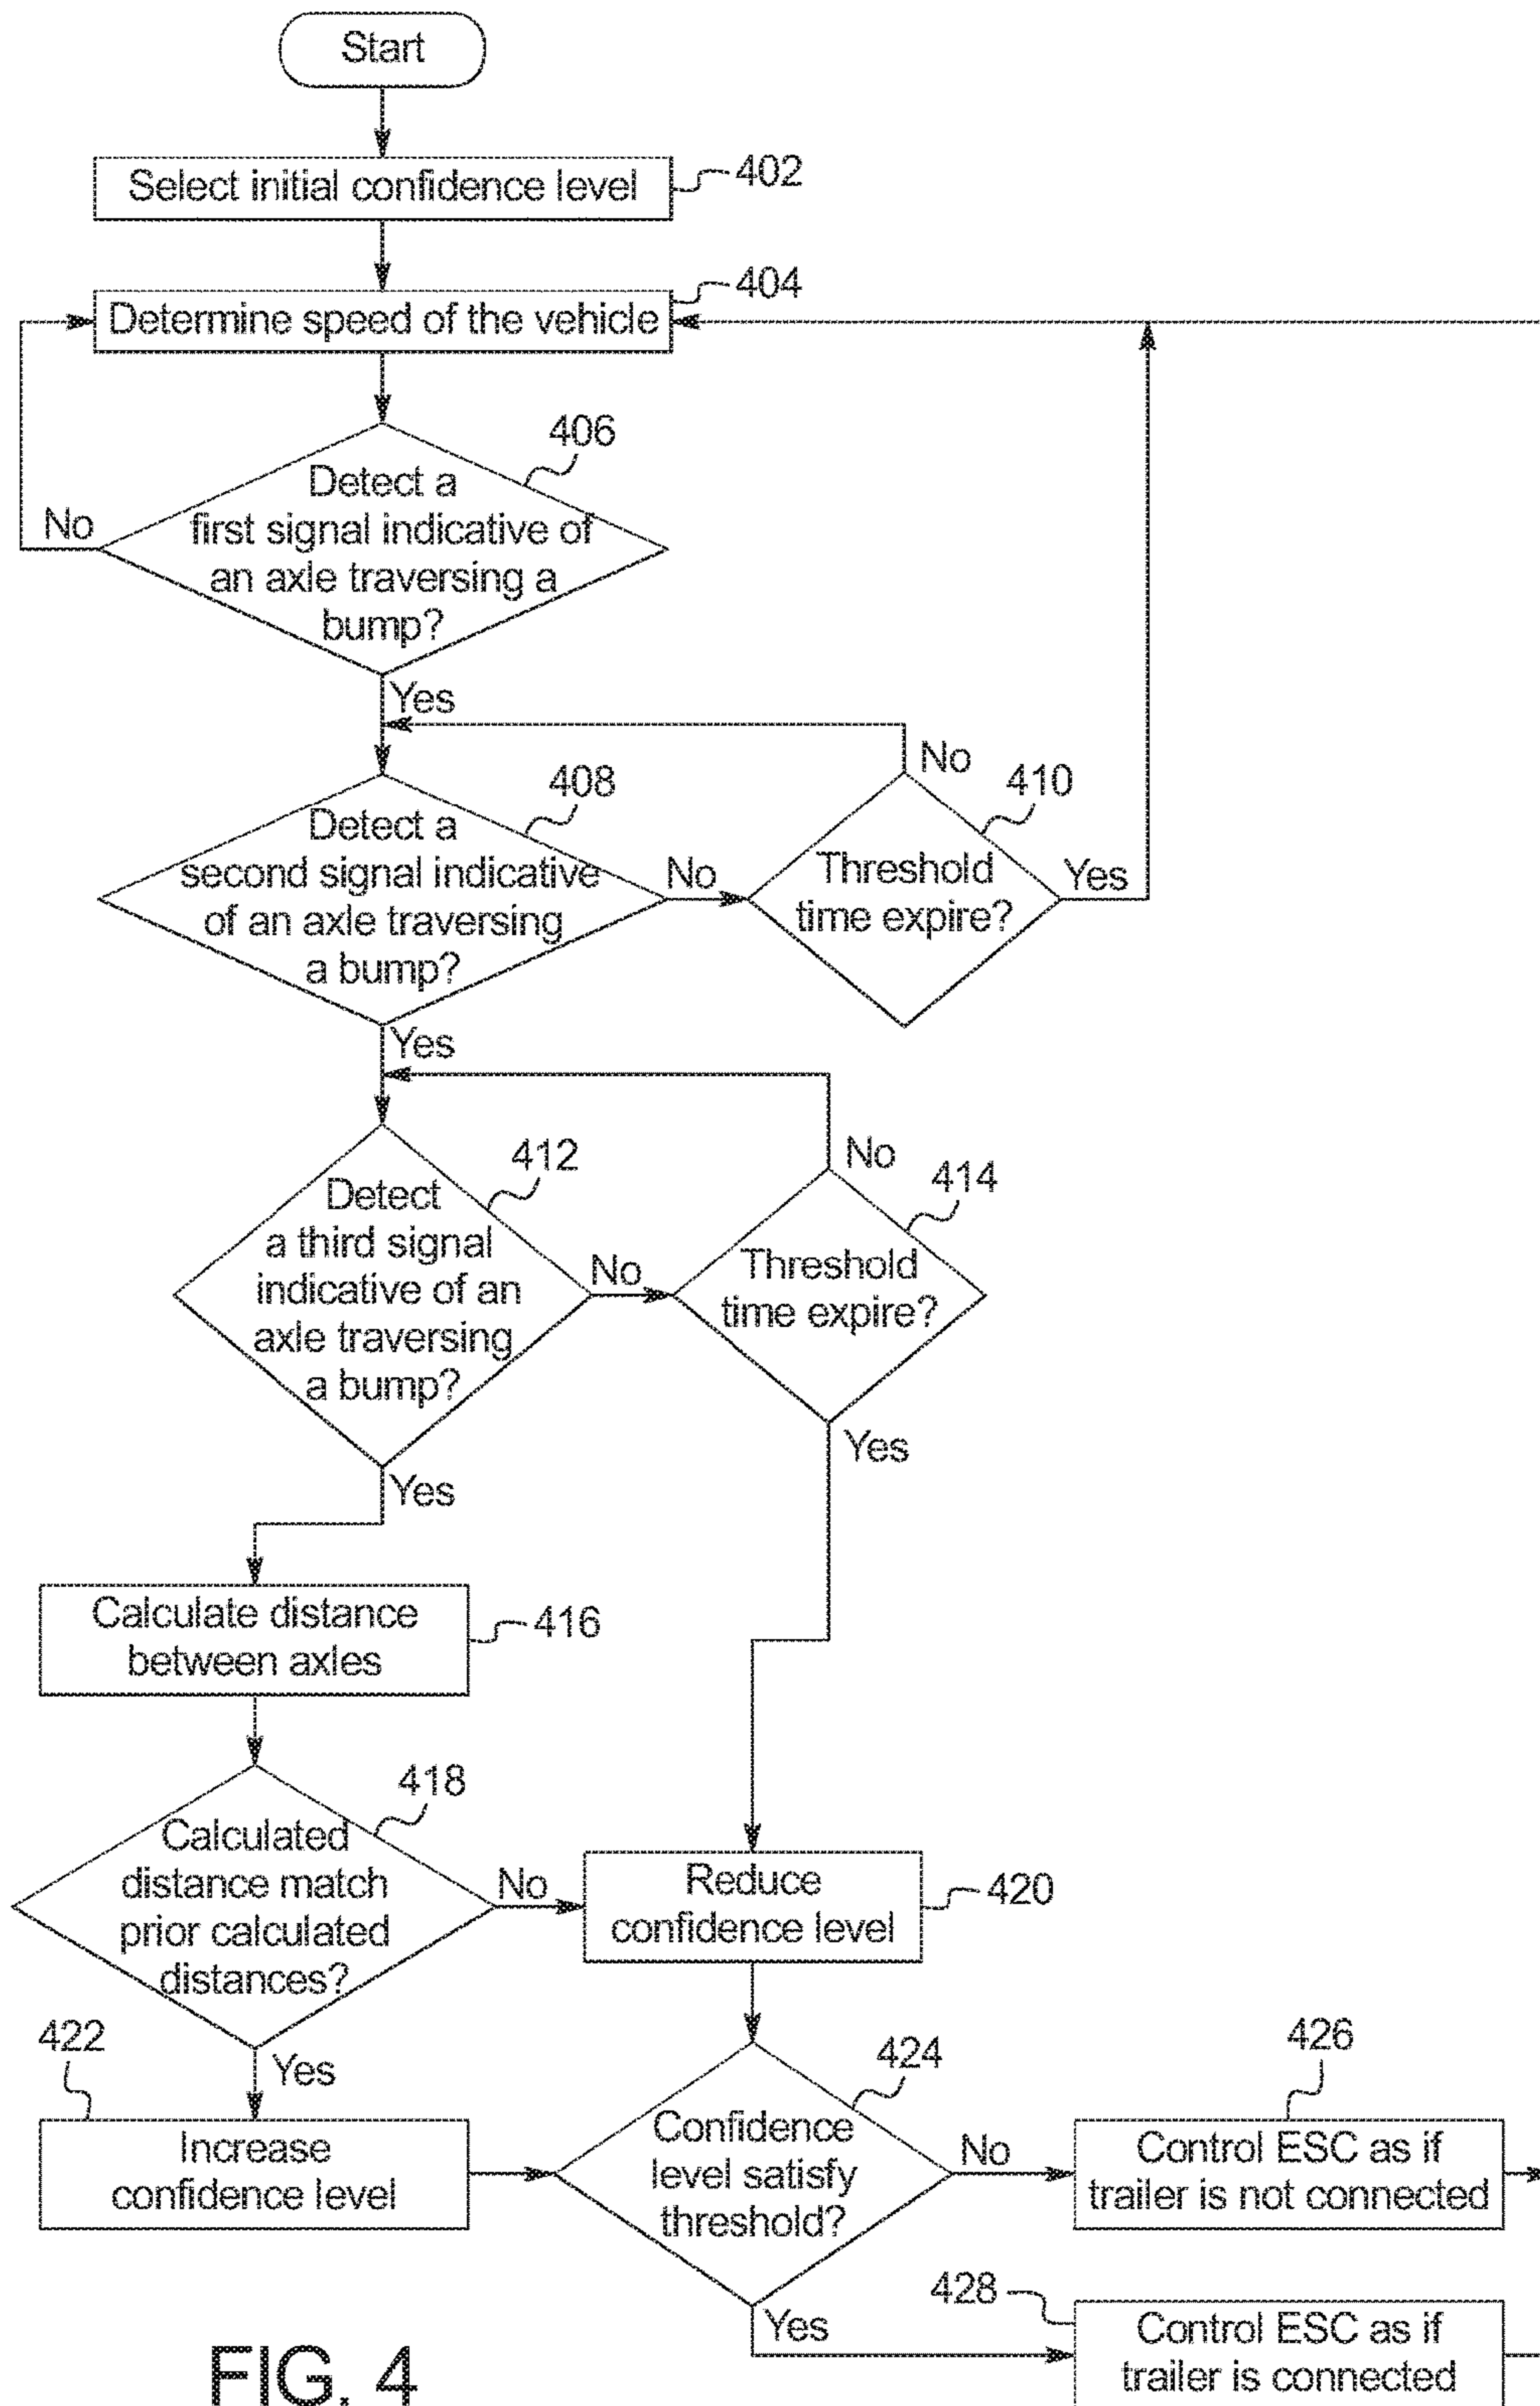 Start
Select initial confidence level
402
Determine speed of the vehicle
404
406
Detect a
first signal indicative of
an axle traversing a
bump?
No
Yes
408
Detect a
second signal indicative
of an axle traversing
a bump?
No
No
410
Threshold
time expire?
Yes
Yes
412
Detect
a third signal
indicative of an
axle traversing
a bump?
No
No
414
Threshold
time expire?
Yes
Yes
Calculate distance
between axles
416
418
Calculated
distance match
prior calculated
distances?
No
Reduce
confidence level
420
422
Yes
Increase
confidence level
424
Confidence
level satisfy
threshold?
No
426
Control ESC as if
trailer is not connected
Yes
428
Control ESC as if
trailer is connected
FIG. 4